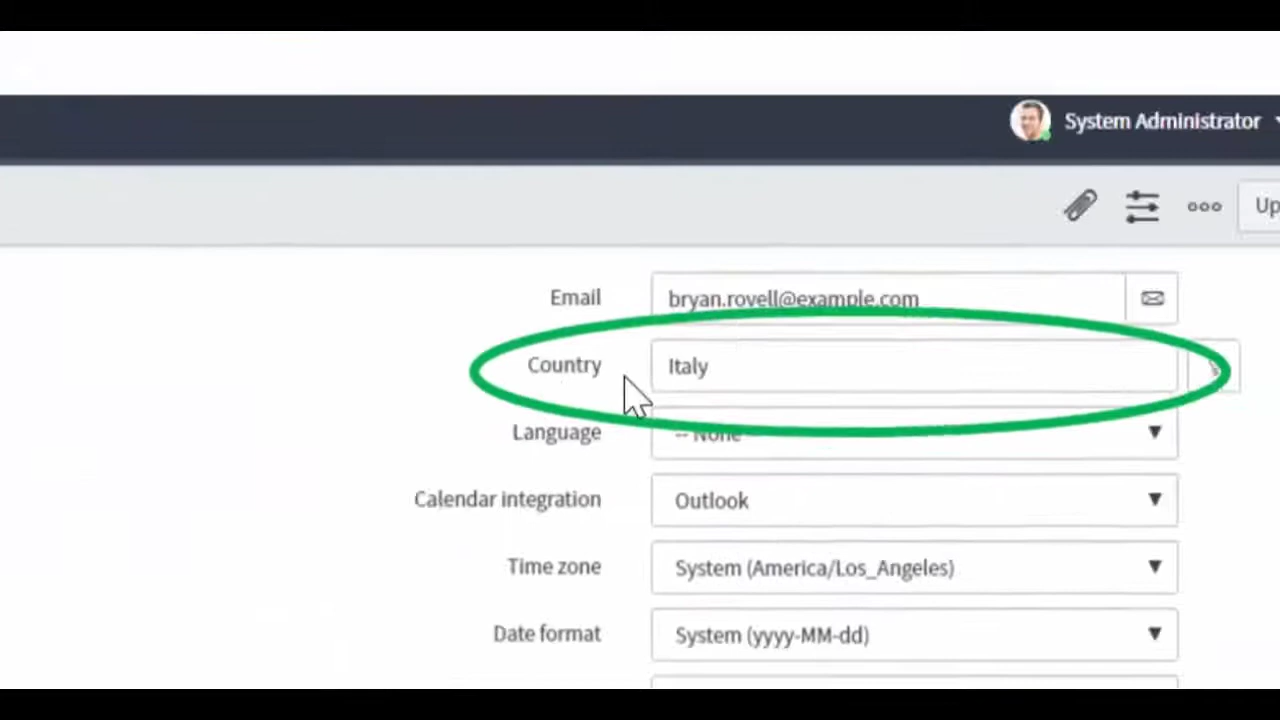 System Administrator
Up
Email bryan.rovell@example.com
Country Italy
Language -- None
Calendar integration Outlook
Time zone System (America/Los_Angeles)
Date format System (yyyy-MM-dd)